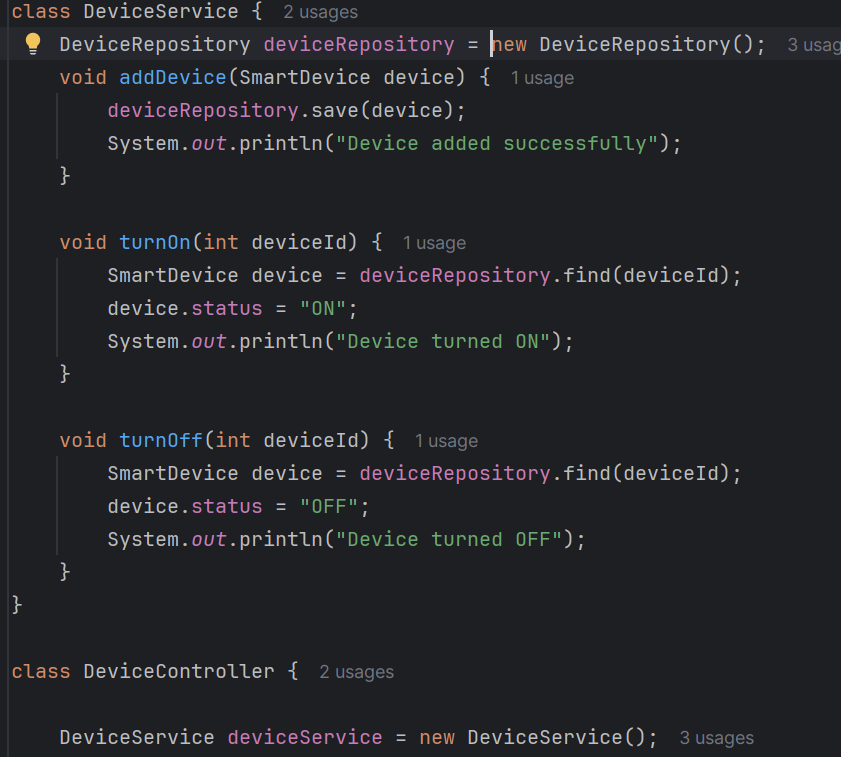 class DeviceService {  2 usages
    DeviceRepository deviceRepository = new DeviceRepository();  3 usag
    void addDevice(SmartDevice device) {  1 usage
        deviceRepository.save(device);
        System.out.println("Device added successfully");
    }
    void turnOn(int deviceId) {  1 usage
        SmartDevice device = deviceRepository.find(deviceId);
        device.status = "ON";
        System.out.println("Device turned ON");
    }
    void turnOff(int deviceId) {  1 usage
        SmartDevice device = deviceRepository.find(deviceId);
        device.status = "OFF";
        System.out.println("Device turned OFF");
    }
}
class DeviceController {  2 usages
    DeviceService deviceService = new DeviceService();  3 usages